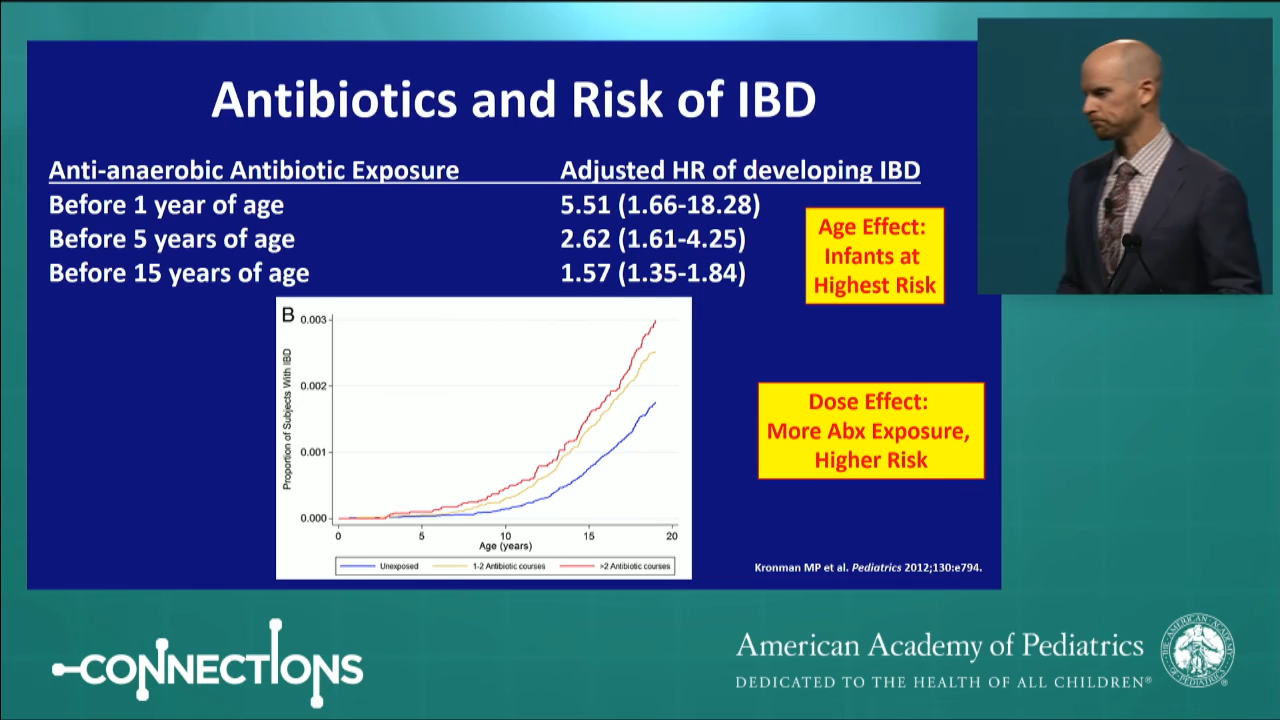 Antibiotics and Risk of IBD
Anti-anaerobic Antibiotic Exposure Adjusted HR of developing IBD
Before 1 year of age 5.51 (1.66-18.28)
Before 5 years of age 2.62 (1.61-4.25)
Before 15 years of age 1.57 (1.35-1.84)
Age Effect:
Infants at
Highest Risk
B
Proportion of Subjects With IBD
0.003
0.002
0.001
0.000
0 5 10 15 20
Age (years)
Unexposed 1-2 Antibiotic courses >2 Antibiotic courses
Dose Effect:
More Abx Exposure,
Higher Risk
Kronman MP et al. Pediatrics 2012;130:e794.
CONNECTIONS
American Academy of Pediatrics
DEDICATED TO THE HEALTH OF ALL CHILDREN®